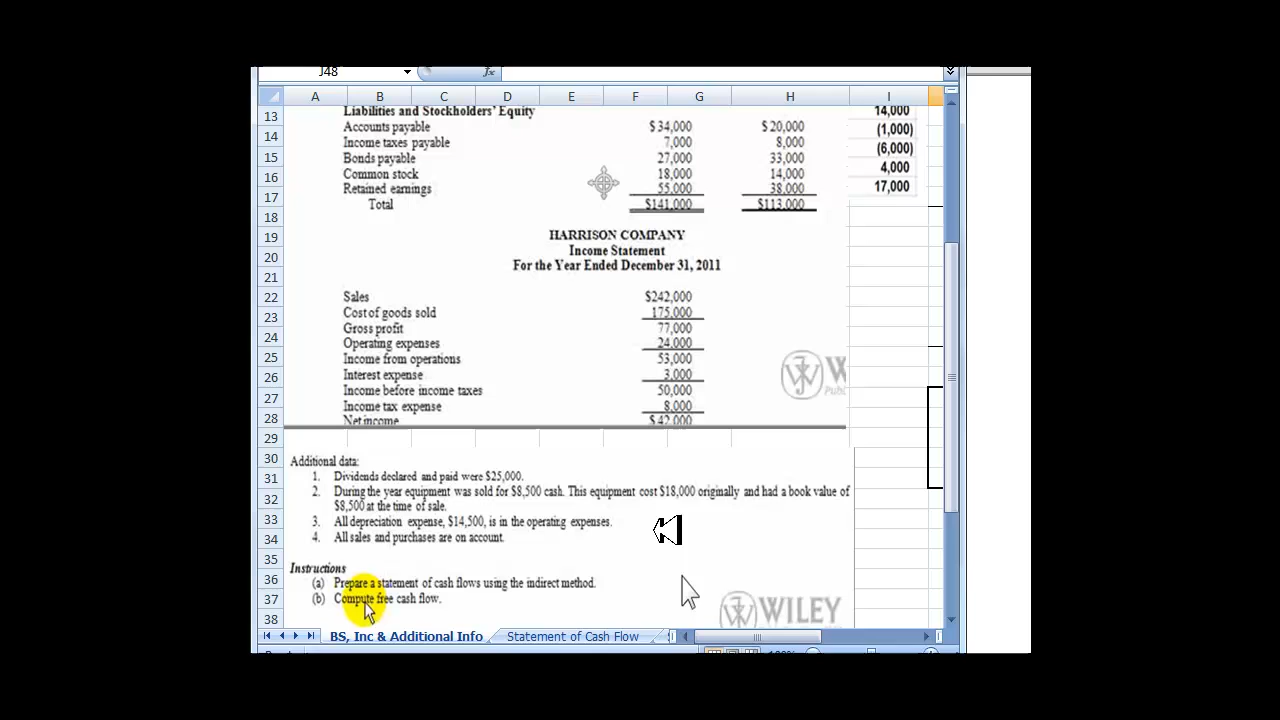 J48 fx
A B C D E F G H I
13 Liabilities and Stockholders' Equity 14,000
14 Accounts payable $ 34,000 $ 20,000 (1,000)
15 Income taxes payable 7,000 8,000 (6,000)
Bonds payable 27,000 33,000
16 Common stock 18,000 14,000 4,000
17 Retained earnings 55,000 38,000 17,000
18 Total $141,000 $113,000
19 HARRISON COMPANY
20 Income Statement
21 For the Year Ended December 31, 2011
22 Sales $242,000
23 Cost of goods sold 175,000
24 Gross profit 77,000
Operating expenses 24,000
25 Income from operations 53,000
26 Interest expense 3,000
27 Income before income taxes 50,000
Income tax expense 8,000
28 Net income $ 42,000
29
30 Additional data:
31 1. Dividends declared and paid were $25,000.
32 2. During the year equipment was sold for $8,500 cash. This equipment cost $18,000 originally and had a book value of
$8,500 at the time of sale.
33 3. All depreciation expense, $14,500, is in the operating expenses.
34 4. All sales and purchases are on account.
35
Instructions
36 (a) Prepare a statement of cash flows using the indirect method.
37 (b) Compute free cash flow.
38 WILEY
BS, Inc & Additional Info Statement of Cash Flow